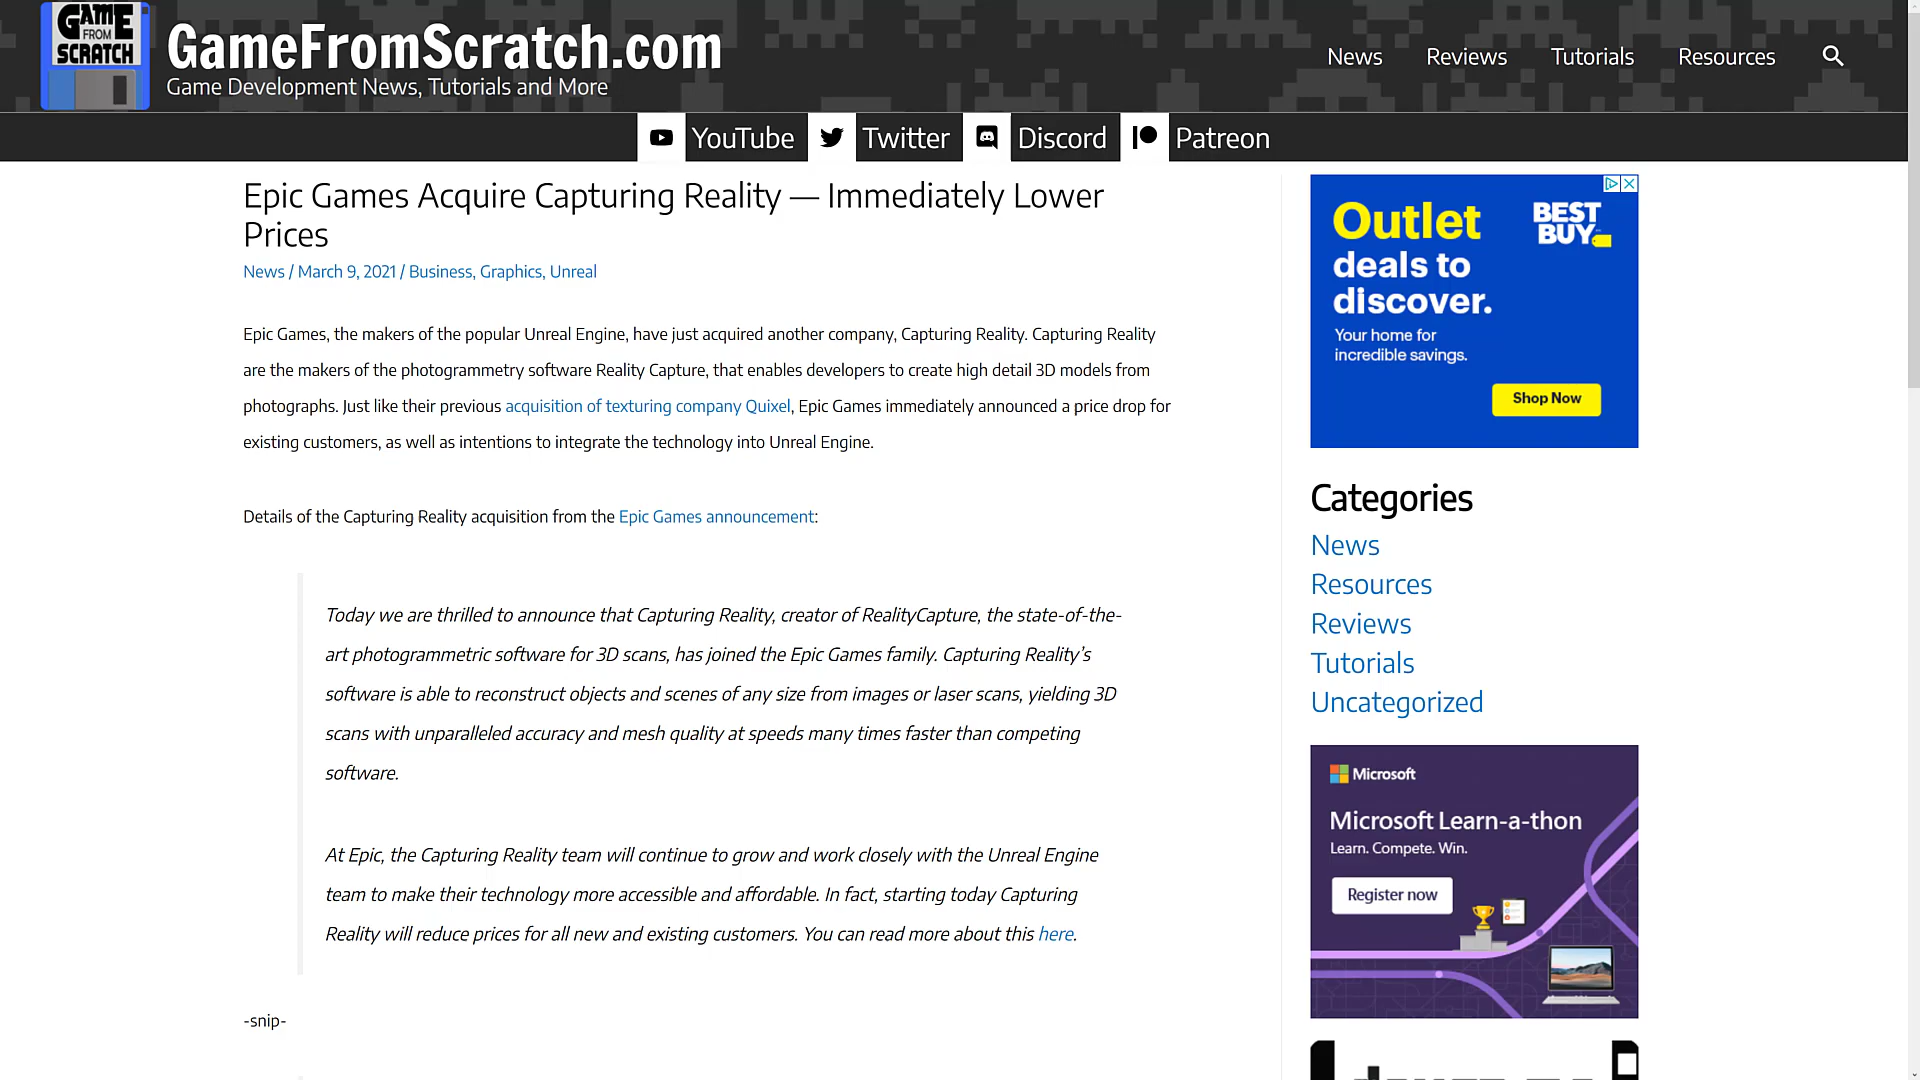 GAME
FROM
SCRATCH
GameFromScratch.com
Game Development News, Tutorials and More
News
Reviews
Tutorials
Resources
YouTube
Twitter
Discord
Patreon
Epic Games Acquire Capturing Reality — Immediately Lower
Prices
News / March 9, 2021 / Business, Graphics, Unreal
Epic Games, the makers of the popular Unreal Engine, have just acquired another company, Capturing Reality. Capturing Reality
are the makers of the photogrammetry software Reality Capture, that enables developers to create high detail 3D models from
photographs. Just like their previous acquisition of texturing company Quixel, Epic Games immediately announced a price drop for
existing customers, as well as intentions to integrate the technology into Unreal Engine.
Details of the Capturing Reality acquisition from the Epic Games announcement:
Today we are thrilled to announce that Capturing Reality, creator of RealityCapture, the state-of-the-
art photogrammetric software for 3D scans, has joined the Epic Games family. Capturing Reality’s
software is able to reconstruct objects and scenes of any size from images or laser scans, yielding 3D
scans with unparalleled accuracy and mesh quality at speeds many times faster than competing
software.
At Epic, the Capturing Reality team will continue to grow and work closely with the Unreal Engine
team to make their technology more accessible and affordable. In fact, starting today Capturing
Reality will reduce prices for all new and existing customers. You can read more about this here.
-snip-
Outlet
deals to
discover.
BEST
BUY
Your home for
incredible savings.
Shop Now
Categories
News
Resources
Reviews
Tutorials
Uncategorized
Microsoft
Microsoft Learn-a-thon
Learn. Compete. Win.
Register now